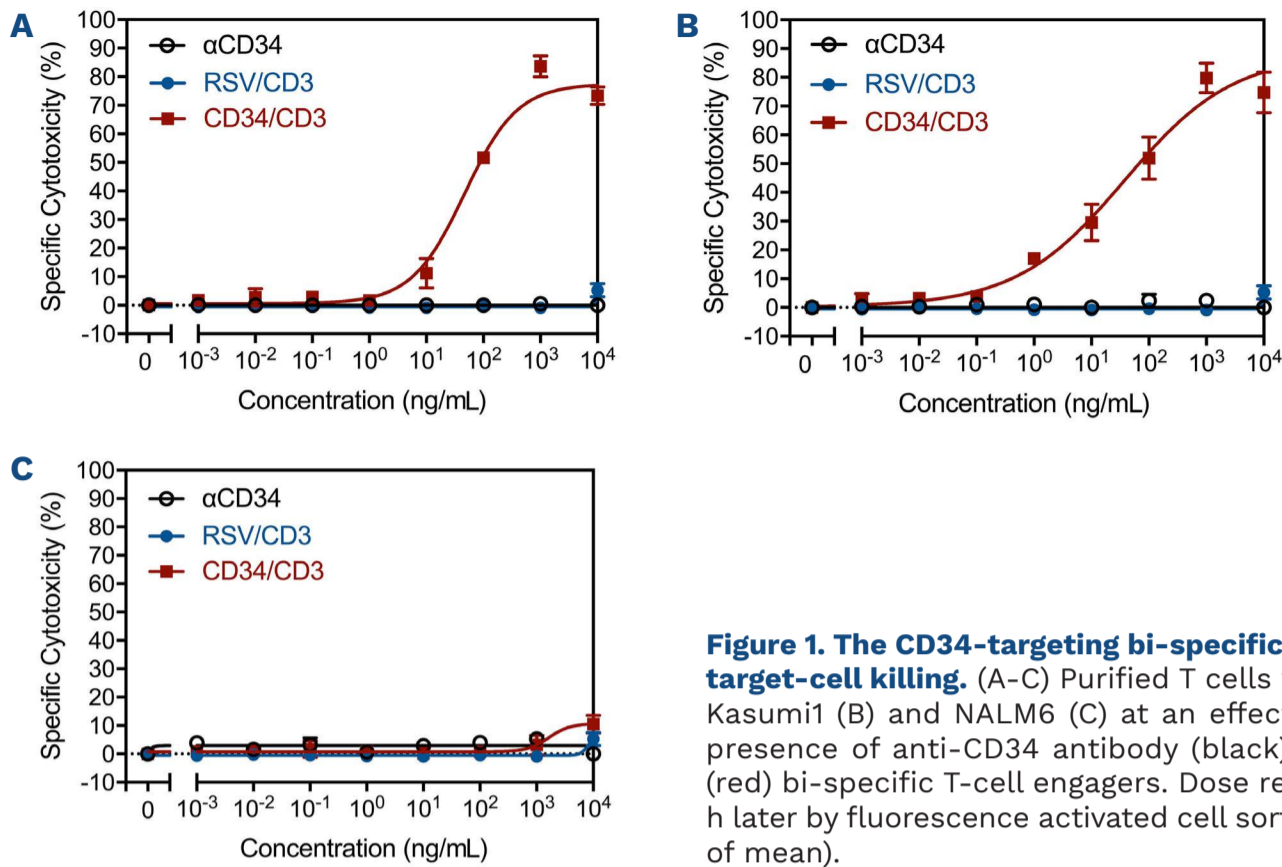 A
Specific Cytotoxicity (%)
100
90
80
70
60
50
40
30
20
10
0
-10
αCD34
RSV/CD3
CD34/CD3
0 10⁻³ 10⁻² 10⁻¹ 10⁰ 10¹ 10² 10³ 10⁴
Concentration (ng/mL)
B
Specific Cytotoxicity (%)
100
90
80
70
60
50
40
30
20
10
0
-10
αCD34
RSV/CD3
CD34/CD3
0 10⁻³ 10⁻² 10⁻¹ 10⁰ 10¹ 10² 10³ 10⁴
Concentration (ng/mL)
C
Specific Cytotoxicity (%)
100
90
80
70
60
50
40
30
20
10
0
-10
αCD34
RSV/CD3
CD34/CD3
0 10⁻³ 10⁻² 10⁻¹ 10⁰ 10¹ 10² 10³ 10⁴
Concentration (ng/mL)
Figure 1. The CD34-targeting bi-specific
target-cell killing. (A-C) Purified T cells
Kasumi1 (B) and NALM6 (C) at an effec
presence of anti-CD34 antibody (black)
(red) bi-specific T-cell engagers. Dose re
h later by fluorescence activated cell sor
of mean).